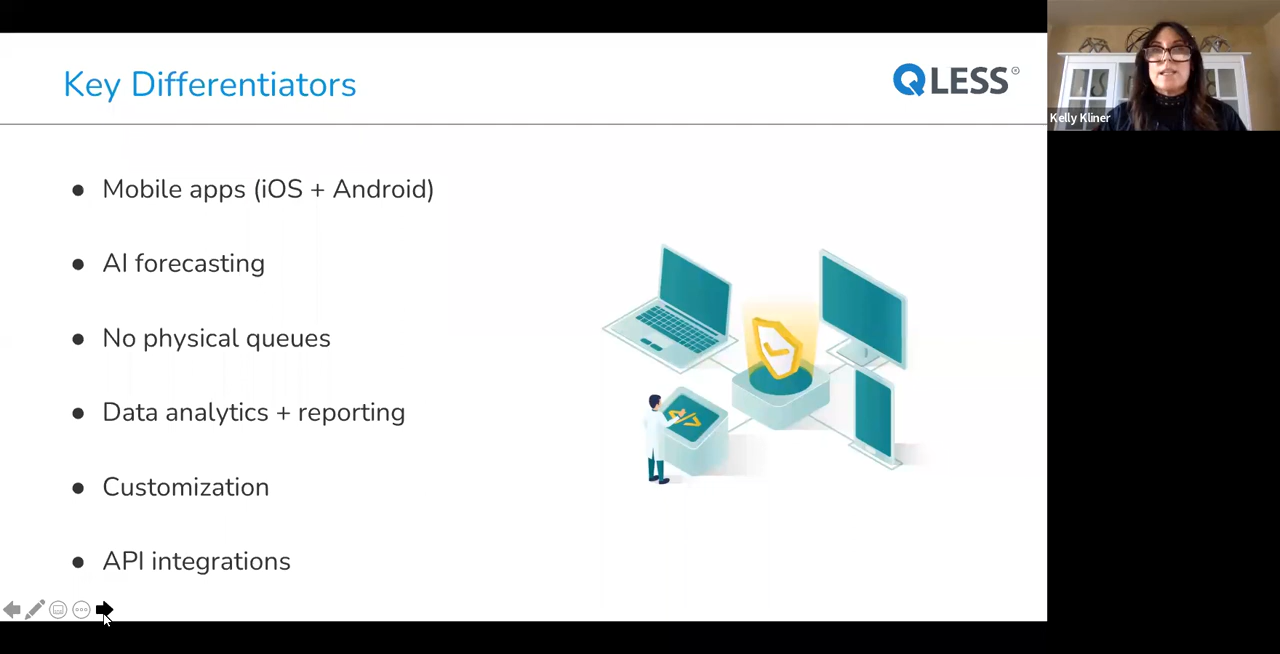 Key Differentiators
QLESS®
Kelly Kliner
● Mobile apps (iOS + Android)
● AI forecasting
● No physical queues
● Data analytics + reporting
● Customization
● API integrations
</>